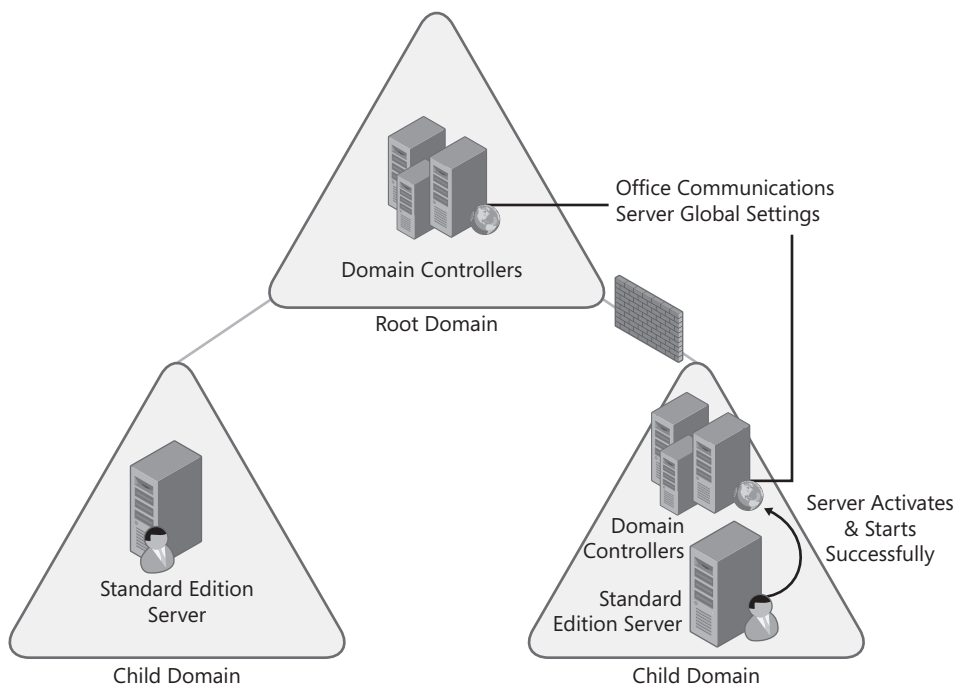 Office Communications
Server Global Settings
Domain Controllers
Root Domain
Standard Edition
Server
Child Domain
Domain
Controllers
Server Activates
& Starts
Successfully
Standard
Edition Server
Child Domain